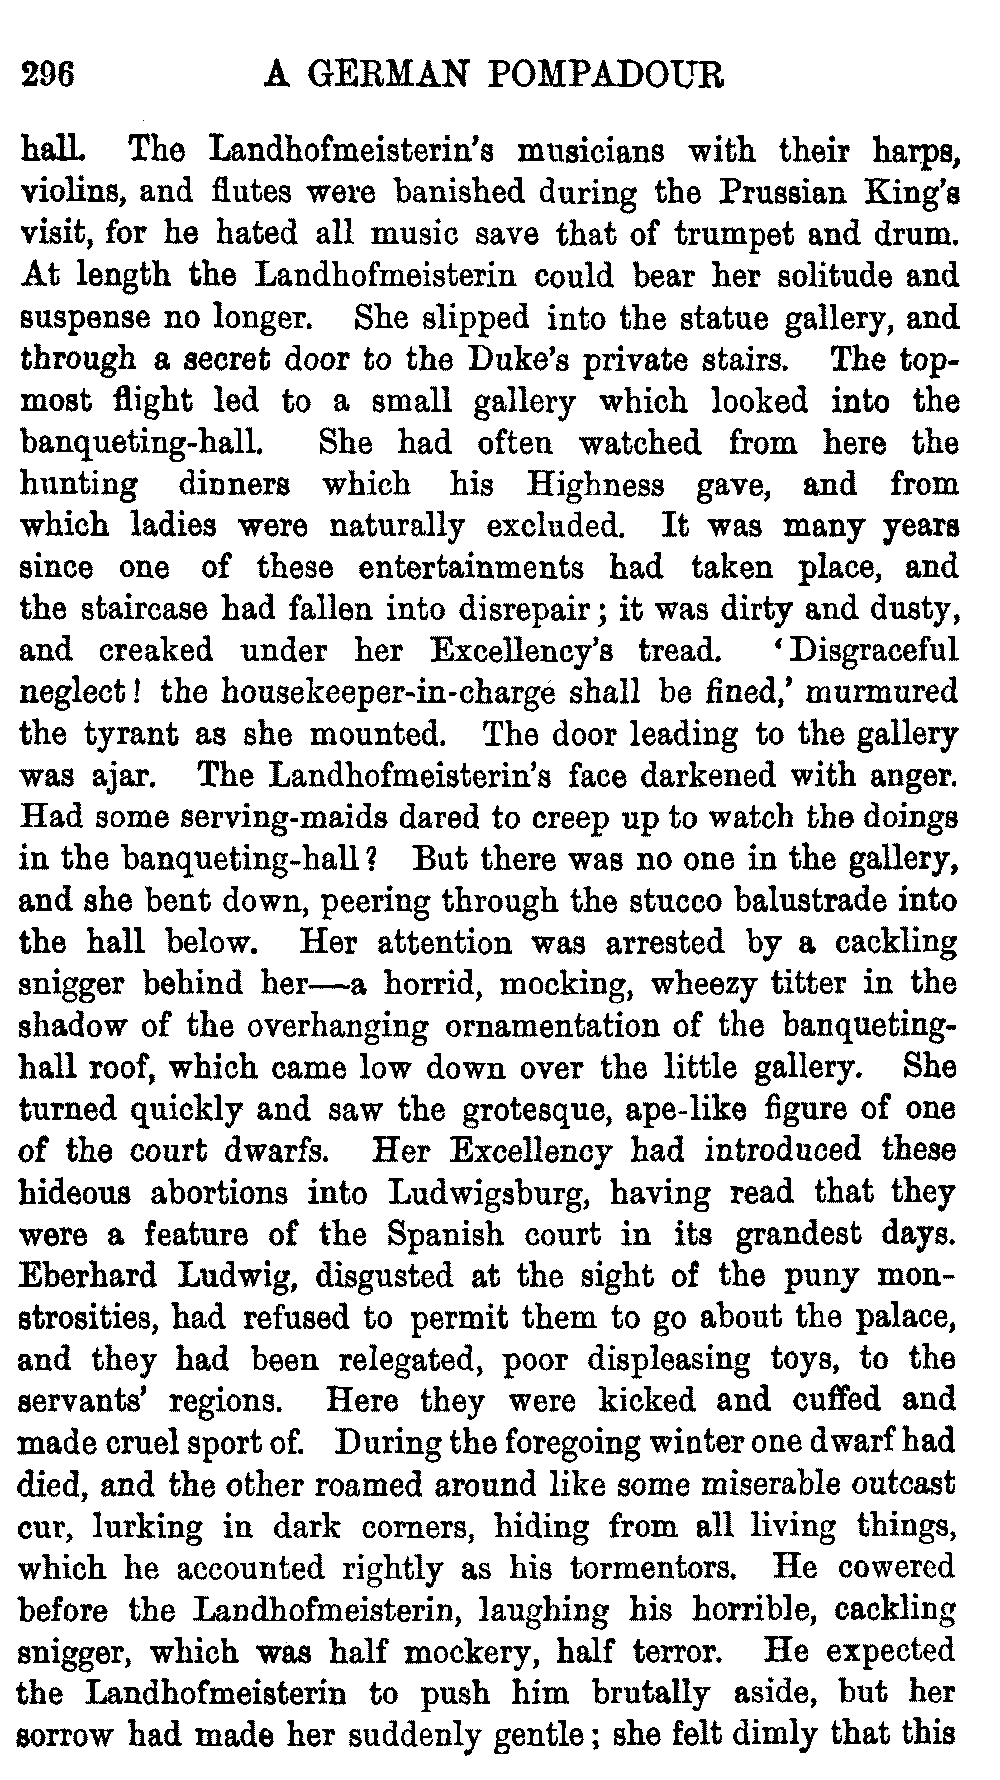 296 A GERMAN POMPADOUR
hall. The Landhofmeisterin's musicians with their harps,
violins, and flutes were banished during the Prussian King's
visit, for he hated all music save that of trumpet and drum.
At length the Landhofmeisterin could bear her solitude and
suspense no longer. She slipped into the statue gallery, and
through a secret door to the Duke's private stairs. The top-
most flight led to a small gallery which looked into the
banqueting-hall. She had often watched from here the
hunting dinners which his Highness gave, and from
which ladies were naturally excluded. It was many years
since one of these entertainments had taken place, and
the staircase had fallen into disrepair; it was dirty and dusty,
and creaked under her Excellency's tread. 'Disgraceful
neglect! the housekeeper-in-charge shall be fined,' murmured
the tyrant as she mounted. The door leading to the gallery
was ajar. The Landhofmeisterin's face darkened with anger.
Had some serving-maids dared to creep up to watch the doings
in the banqueting-hall? But there was no one in the gallery,
and she bent down, peering through the stucco balustrade into
the hall below. Her attention was arrested by a cackling
snigger behind her—a horrid, mocking, wheezy titter in the
shadow of the overhanging ornamentation of the banqueting-
hall roof, which came low down over the little gallery. She
turned quickly and saw the grotesque, ape-like figure of one
of the court dwarfs. Her Excellency had introduced these
hideous abortions into Ludwigsburg, having read that they
were a feature of the Spanish court in its grandest days.
Eberhard Ludwig, disgusted at the sight of the puny mon-
strosities, had refused to permit them to go about the palace,
and they had been relegated, poor displeasing toys, to the
servants' regions. Here they were kicked and cuffed and
made cruel sport of. During the foregoing winter one dwarf had
died, and the other roamed around like some miserable outcast
cur, lurking in dark corners, hiding from all living things,
which he accounted rightly as his tormentors. He cowered
before the Landhofmeisterin, laughing his horrible, cackling
snigger, which was half mockery, half terror. He expected
the Landhofmeisterin to push him brutally aside, but her
sorrow had made her suddenly gentle; she felt dimly that this